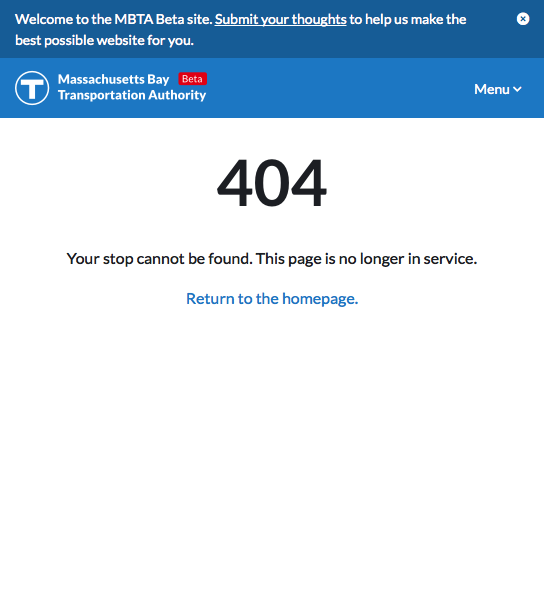 Welcome to the MBTA Beta site. Submit your thoughts to help us make the
best possible website for you.
T
Massachusetts Bay Beta
Transportation Authority
Menu
404
Your stop cannot be found. This page is no longer in service.
Return to the homepage.